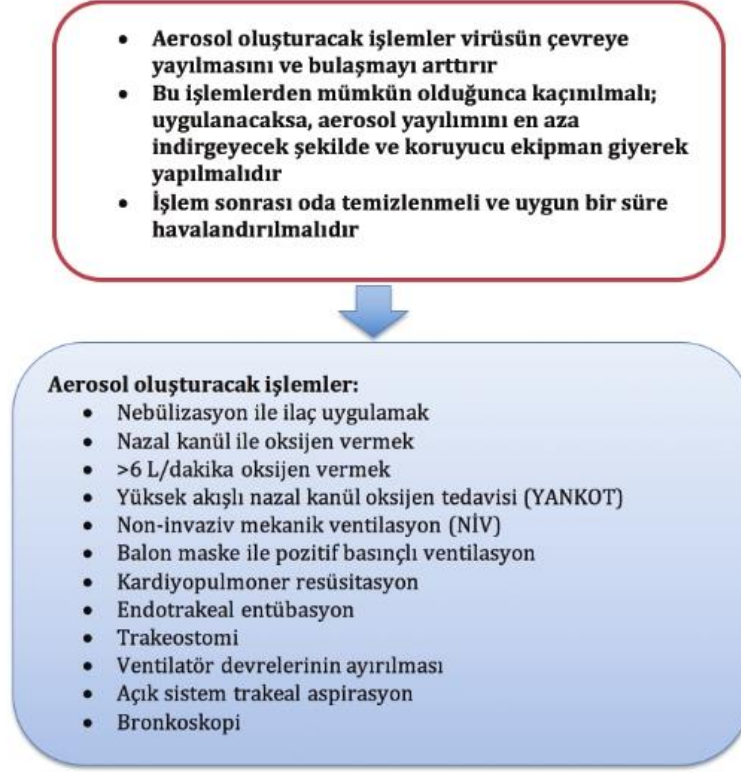 • Aerosol oluşturacak işlemler virüsün çevreye
yayılmasını ve bulaşmayı arttırır
• Bu işlemlerden mümkün olduğunca kaçınılmalı;
uygulanacaksa, aerosol yayılımını en aza
indirgeyecek şekilde ve koruyucu ekipman giyerek
yapılmalıdır
• İşlem sonrası oda temizlenmeli ve uygun bir süre
havalandırılmalıdır
Aerosol oluşturacak işlemler:
• Nebülizasyon ile ilaç uygulamak
• Nazal kanül ile oksijen vermek
• >6 L/dakika oksijen vermek
• Yüksek akışlı nazal kanül oksijen tedavisi (YANKOT)
• Non-invaziv mekanik ventilasyon (NİV)
• Balon maske ile pozitif basınçlı ventilasyon
• Kardiyopulmoner resüsitasyon
• Endotrakeal entübasyon
• Trakeostomi
• Ventilatör devrelerinin ayırılması
• Açık sistem trakeal aspirasyon
• Bronkoskopi